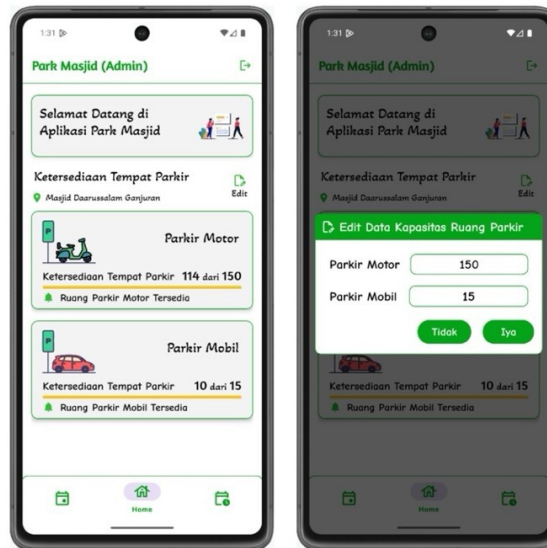 1:31
Park Masjid (Admin)
Selamat Datang di
Aplikasi Park Masjid
Ketersediaan Tempat Parkir
Edit
Masjid Daarussalam Ganjuran
P
Parkir Motor
Ketersediaan Tempat Parkir 114 dari 150
Ruang Parkir Motor Tersedia
P
Parkir Mobil
Ketersediaan Tempat Parkir 10 dari 15
Ruang Parkir Mobil Tersedia
Home
1:31
Park Masjid (Admin)
Selamat Datang di
Aplikasi Park Masjid
Ketersediaan Tempat Parkir
Edit
Masjid Daarussalam Ganjuran
Edit Data Kapasitas Ruang Parkir
Parkir Motor 150
Parkir Mobil 15
Tidak Iya
Ketersediaan Tempat Parkir 10 dari 15
Ruang Parkir Mobil Tersedia
Home